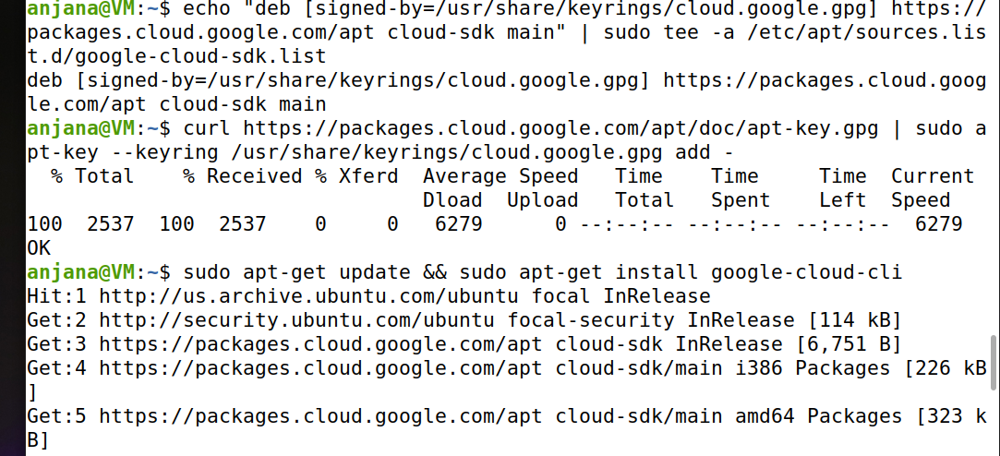 anjana@VM:~$ echo "deb [signed-by=/usr/share/keyrings/cloud.google.gpg] https://
packages.cloud.google.com/apt cloud-sdk main" | sudo tee -a /etc/apt/sources.lis
t.d/google-cloud-sdk.list
deb [signed-by=/usr/share/keyrings/cloud.google.gpg] https://packages.cloud.goog
le.com/apt cloud-sdk main
anjana@VM:~$ curl https://packages.cloud.google.com/apt/doc/apt-key.gpg | sudo a
pt-key --keyring /usr/share/keyrings/cloud.google.gpg add -
  % Total    % Received % Xferd  Average Speed   Time    Time     Time  Current
                                 Dload  Upload   Total   Spent    Left  Speed
100  2537  100  2537    0     0   6279      0 --:--:-- --:--:-- --:--:--  6279
OK
anjana@VM:~$ sudo apt-get update && sudo apt-get install google-cloud-cli
Hit:1 http://us.archive.ubuntu.com/ubuntu focal InRelease
Get:2 http://security.ubuntu.com/ubuntu focal-security InRelease [114 kB]
Get:3 https://packages.cloud.google.com/apt cloud-sdk InRelease [6,751 B]
Get:4 https://packages.cloud.google.com/apt cloud-sdk/main i386 Packages [226 kB
]
Get:5 https://packages.cloud.google.com/apt cloud-sdk/main amd64 Packages [323 k
B]